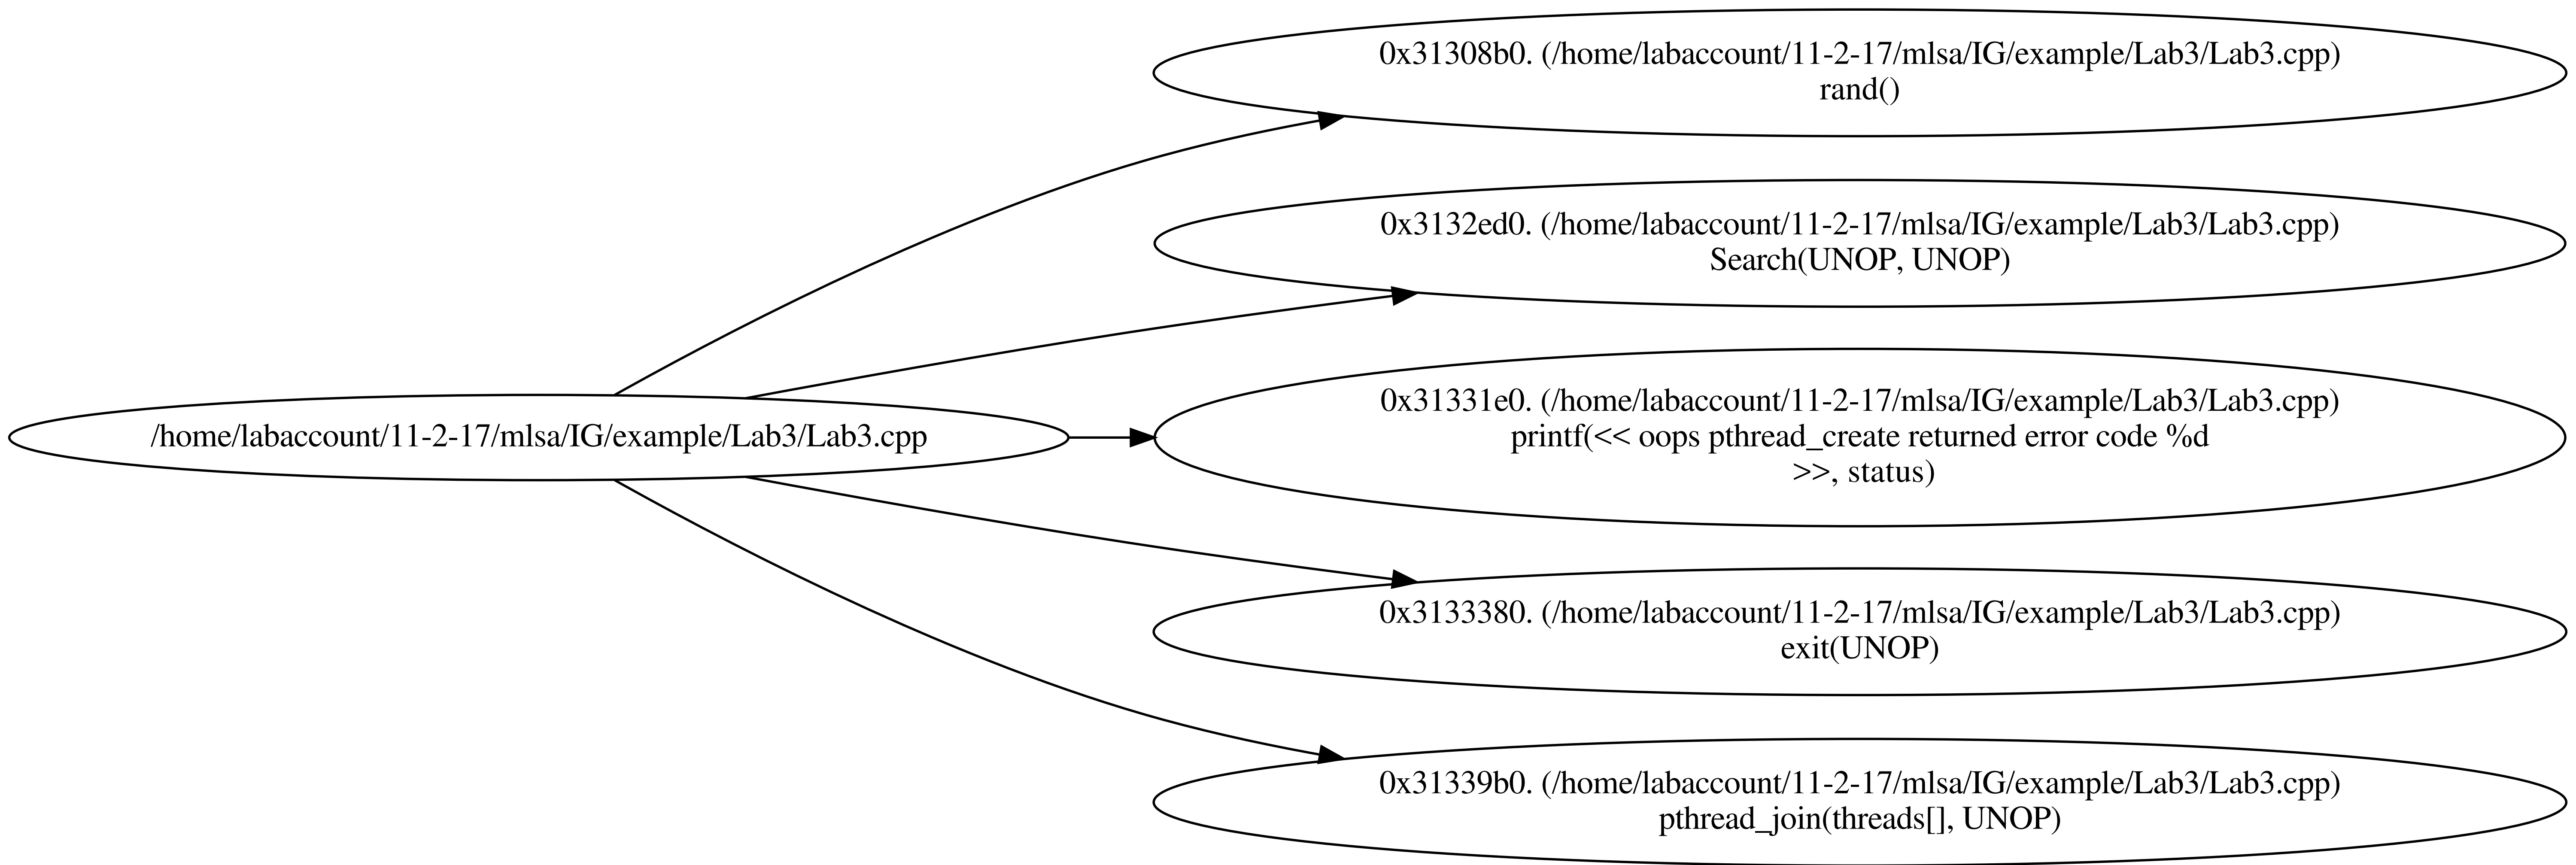 0x31308b0. (/home/labaccount/11-2-17/mlsa/IG/example/Lab3/Lab3.cpp)
rand()
0x3132ed0. (/home/labaccount/11-2-17/mlsa/IG/example/Lab3/Lab3.cpp)
Search(UNOP, UNOP)
/home/labaccount/11-2-17/mlsa/IG/example/Lab3/Lab3.cpp
0x31331e0. (/home/labaccount/11-2-17/mlsa/IG/example/Lab3/Lab3.cpp)
printf(<< oops pthread_create returned error code %d
>>, status)
0x3133380. (/home/labaccount/11-2-17/mlsa/IG/example/Lab3/Lab3.cpp)
exit(UNOP)
0x31339b0. (/home/labaccount/11-2-17/mlsa/IG/example/Lab3/Lab3.cpp)
pthread_join(threads[], UNOP)